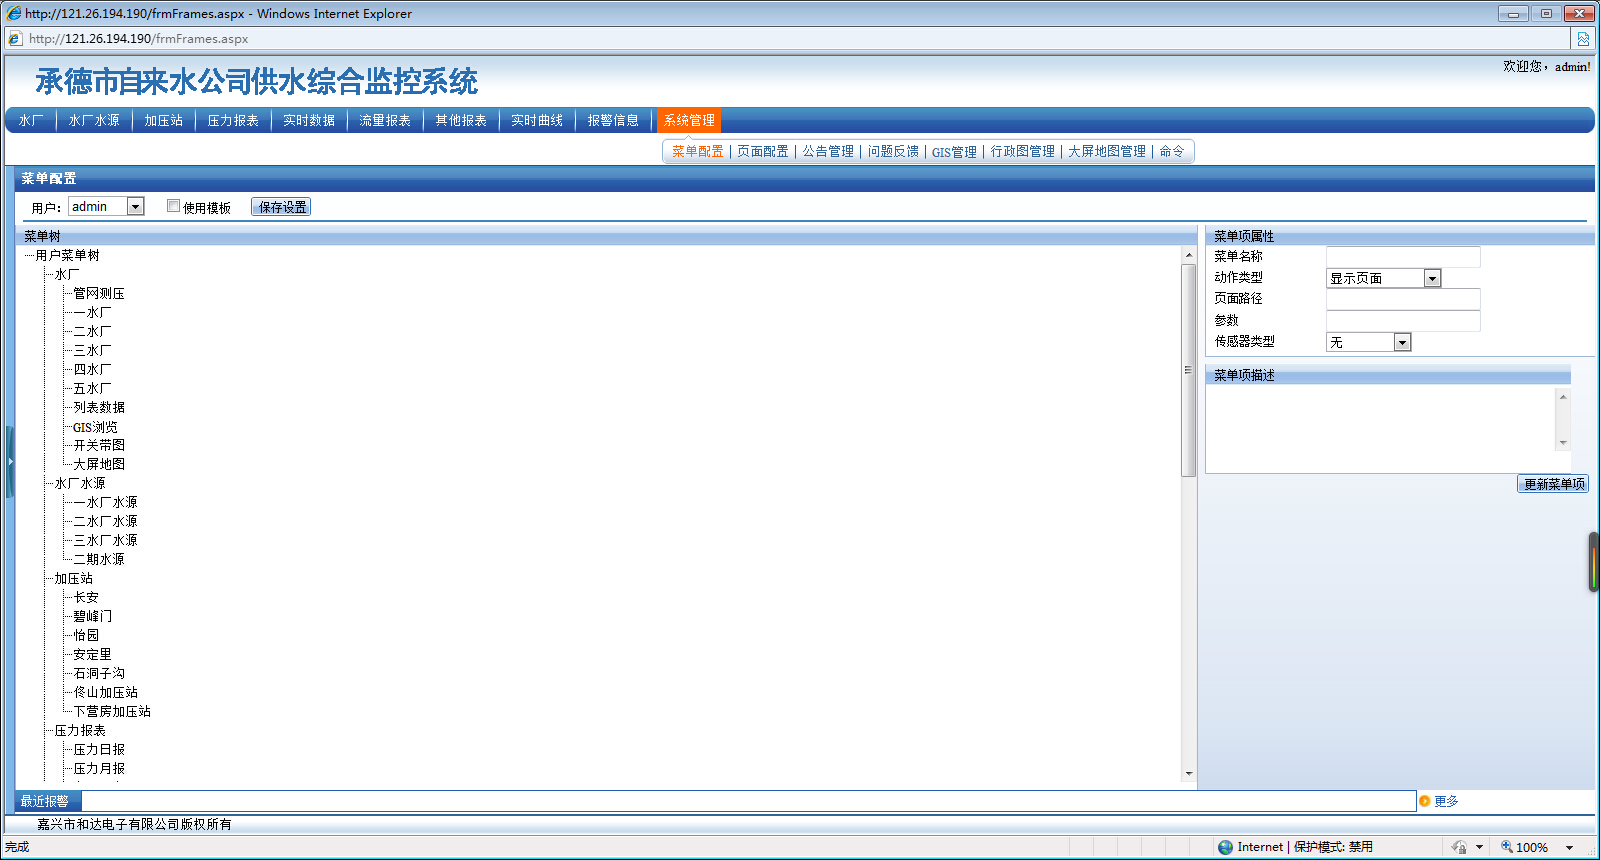 http://121.26.194.190/frmFrames.aspx - Windows Internet Explorer
http://121.26.194.190/frmFrames.aspx
欢迎您，admin!
承德市自来水公司供水综合监控系统
水厂 水厂水源 加压站 压力报表 实时数据 流量报表 其他报表 实时曲线 报警信息 系统管理
菜单配置 | 页面配置 | 公告管理 | 问题反馈 | GIS管理 | 行政图管理 | 大屏地图管理 | 命令
菜单配置
用户： admin 使用模板 保存设置
菜单树
用户菜单树
水厂
管网测压
一水厂
二水厂
三水厂
四水厂
五水厂
列表数据
GIS浏览
开关带图
大屏地图
水厂水源
一水厂水源
二水厂水源
三水厂水源
二期水源
加压站
长安
碧峰门
怡园
安定里
石洞子沟
佟山加压站
下营房加压站
压力报表
压力日报
压力月报
菜单项属性
菜单名称
动作类型 显示页面
页面路径
参数
传感器类型 无
菜单项描述
更新菜单项
最近报警 更多
嘉兴市和达电子有限公司版权所有
完成 Internet | 保护模式: 禁用 100%